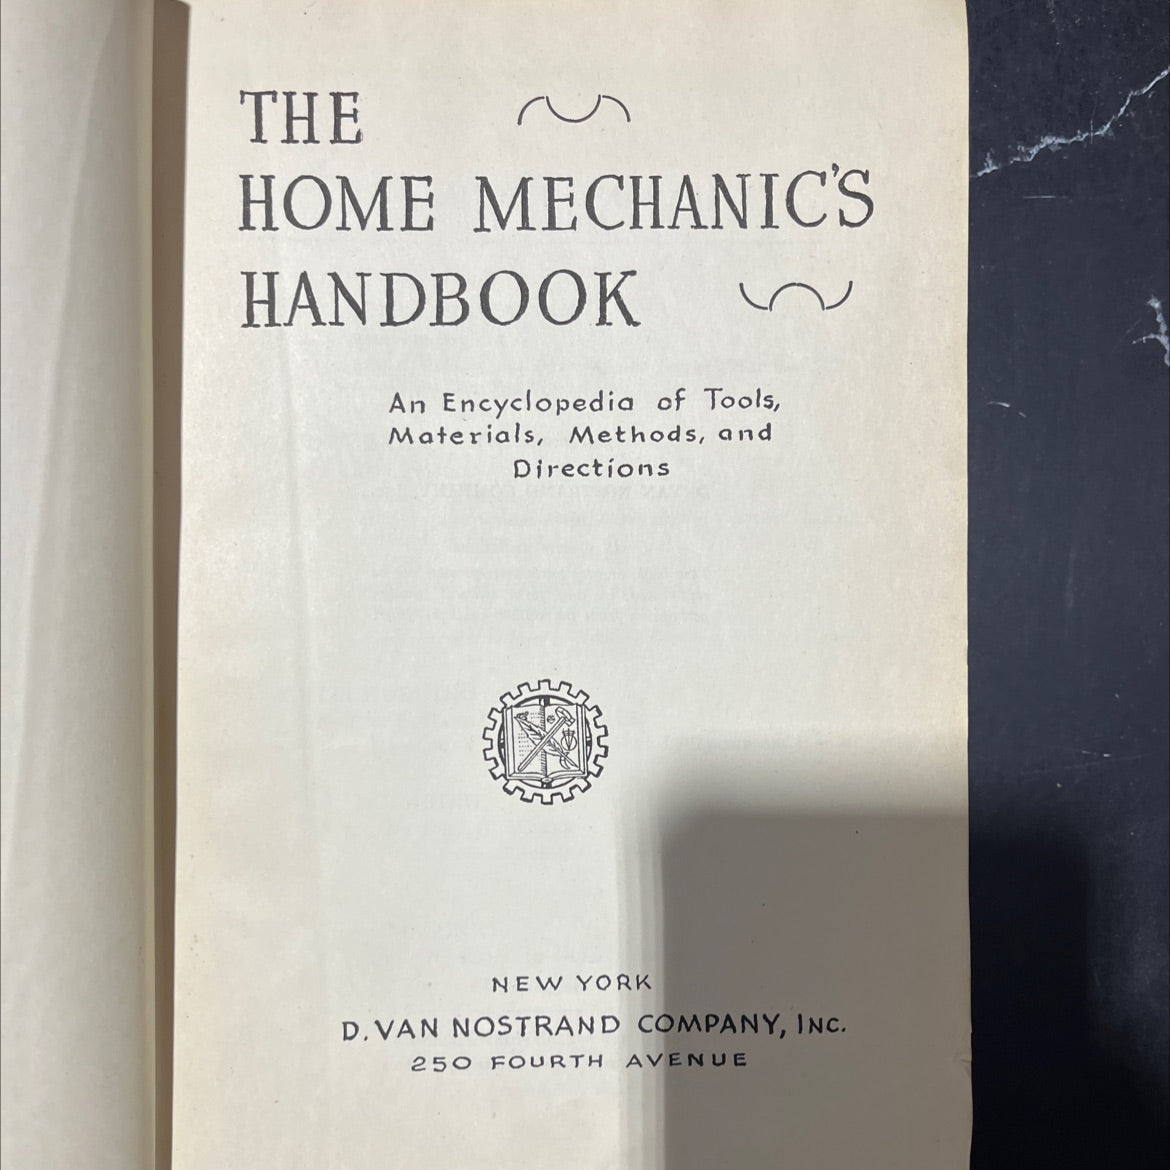 THE
HOME MECHANIC'S
HANDBOOK
An Encyclopedia of Tools,
Materials, Methods, and
Directions
NEW YORK
D. VAN NOSTRAND COMPANY, INC.
250 FOURTH AVENUE